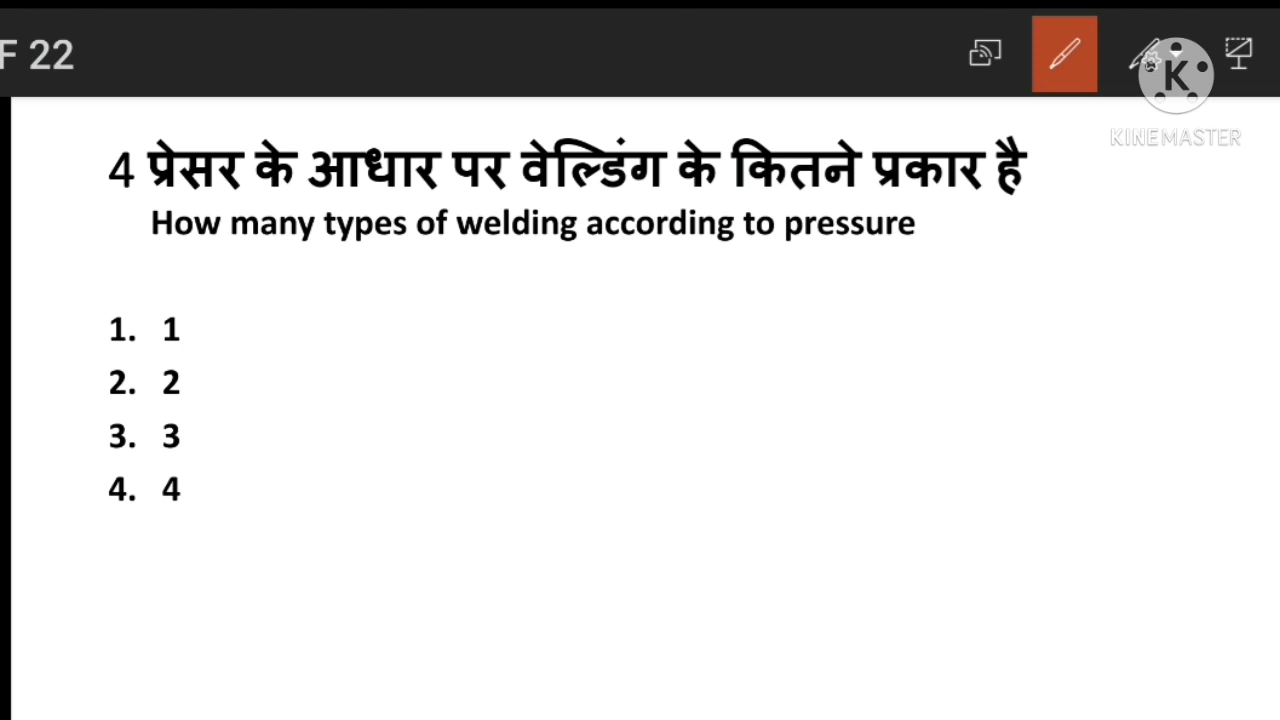 F 22
KINEMASTER
4 प्रेसर के आधार पर वेल्डिंग के कितने प्रकार है
How many types of welding according to pressure
1. 1
2. 2
3. 3
4. 4